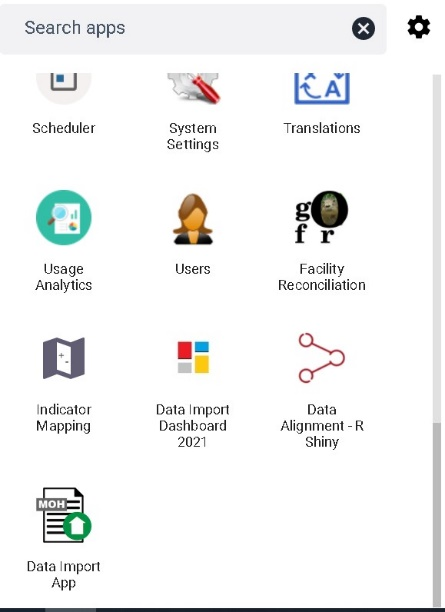 Search apps
Scheduler
System
Settings
Translations
A
g
f r
Usage
Analytics
Users
Facility
Reconciliation
Indicator
Mapping
Data Import
Dashboard
2021
Data
Alignment - R
Shiny
MOH
Data Import
App